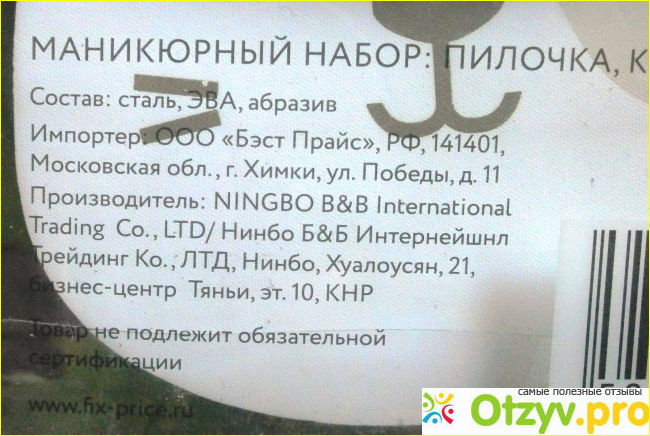 МАНИКЮРНЫЙ НАБОР: ПИЛОЧКА, К
Состав: сталь, ЭВА, абразив
Импортер: ООО «Бэст Прайс», РФ, 141401,
Московская обл., г. Химки, ул. Победы, д. 11
Производитель: NINGBO B&B International
Trading Co., LTD/ Нинбо Б&Б Интернейшнл
Трейдинг Ко., ЛТД, Нинбо, Хуалоусян, 21,
бизнес-центр Тяньи, эт. 10, КНР
Товар не подлежит обязательной
сертификации
www.fix-price.ru
самые полезные отзывы
Otzyv.pro